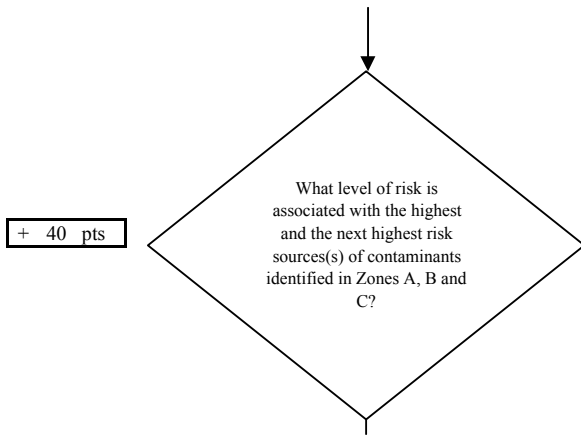 What level of risk is
associated with the highest
and the next highest risk
sources(s) of contaminants
identified in Zones A, B and
C?
+ 40 pts